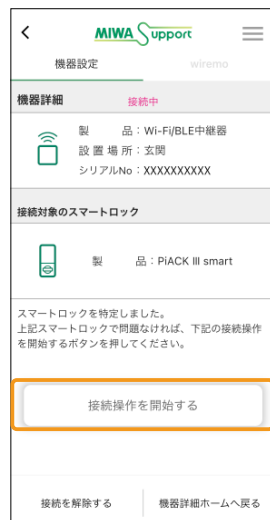 MIWA Support
機器設定 wiremo
機器詳細 接続中
製 品：Wi-Fi/BLE中継器
設置場所：玄関
シリアルNo：XXXXXXXXXX
接続対象のスマートロック
製 品：PiACK III smart
スマートロックを特定しました。
上記スマートロックで問題なければ、下記の接続操作
を開始するボタンを押してください。
接続操作を開始する
接続を解除する 機器詳細ホームへ戻る